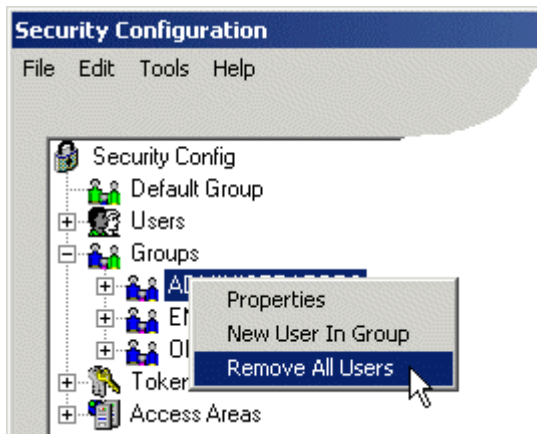 Security Configuration
File Edit Tools Help
Security Config
Default Group
Users
Groups
Properties
New User In Group
Remove All Users
Access Areas